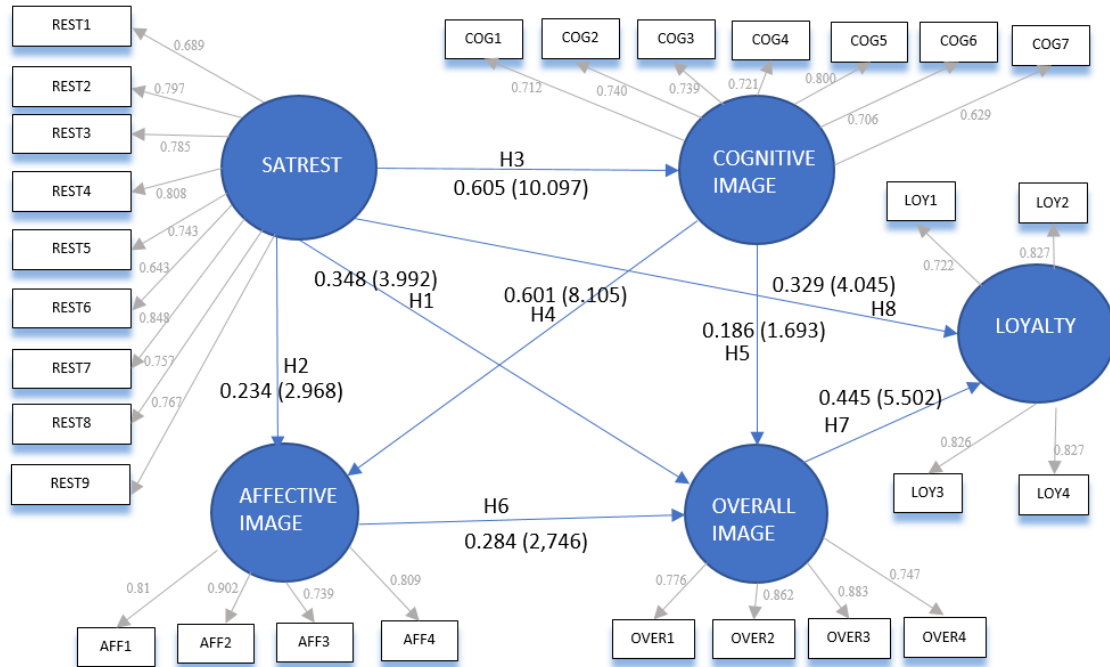 REST1
REST2
REST3
REST4
REST5
REST6
REST7
REST8
REST9
0.689
0.797
0.785
0.808
0.743
0.643
0.848
0.757
0.767
SATREST
COG1
COG2
COG3
COG4
COG5
COG6
COG7
0.712
0.740
0.739
0.721
0.800
0.706
0.629
COGNITIVE
IMAGE
H3
0.605 (10.097)
0.348 (3.992)
H1
0.601 (8.105)
H4
0.329 (4.045)
H8
0.186 (1.693)
H5
H2
0.234 (2.968)
0.445 (5.502)
H7
H6
0.284 (2,746)
LOY1
LOY2
0.722
0.827
LOYALTY
0.826
0.827
LOY3
LOY4
AFFECTIVE
IMAGE
0.81
0.902
0.739
0.809
AFF1
AFF2
AFF3
AFF4
OVERALL
IMAGE
0.776
0.862
0.883
0.747
OVER1
OVER2
OVER3
OVER4